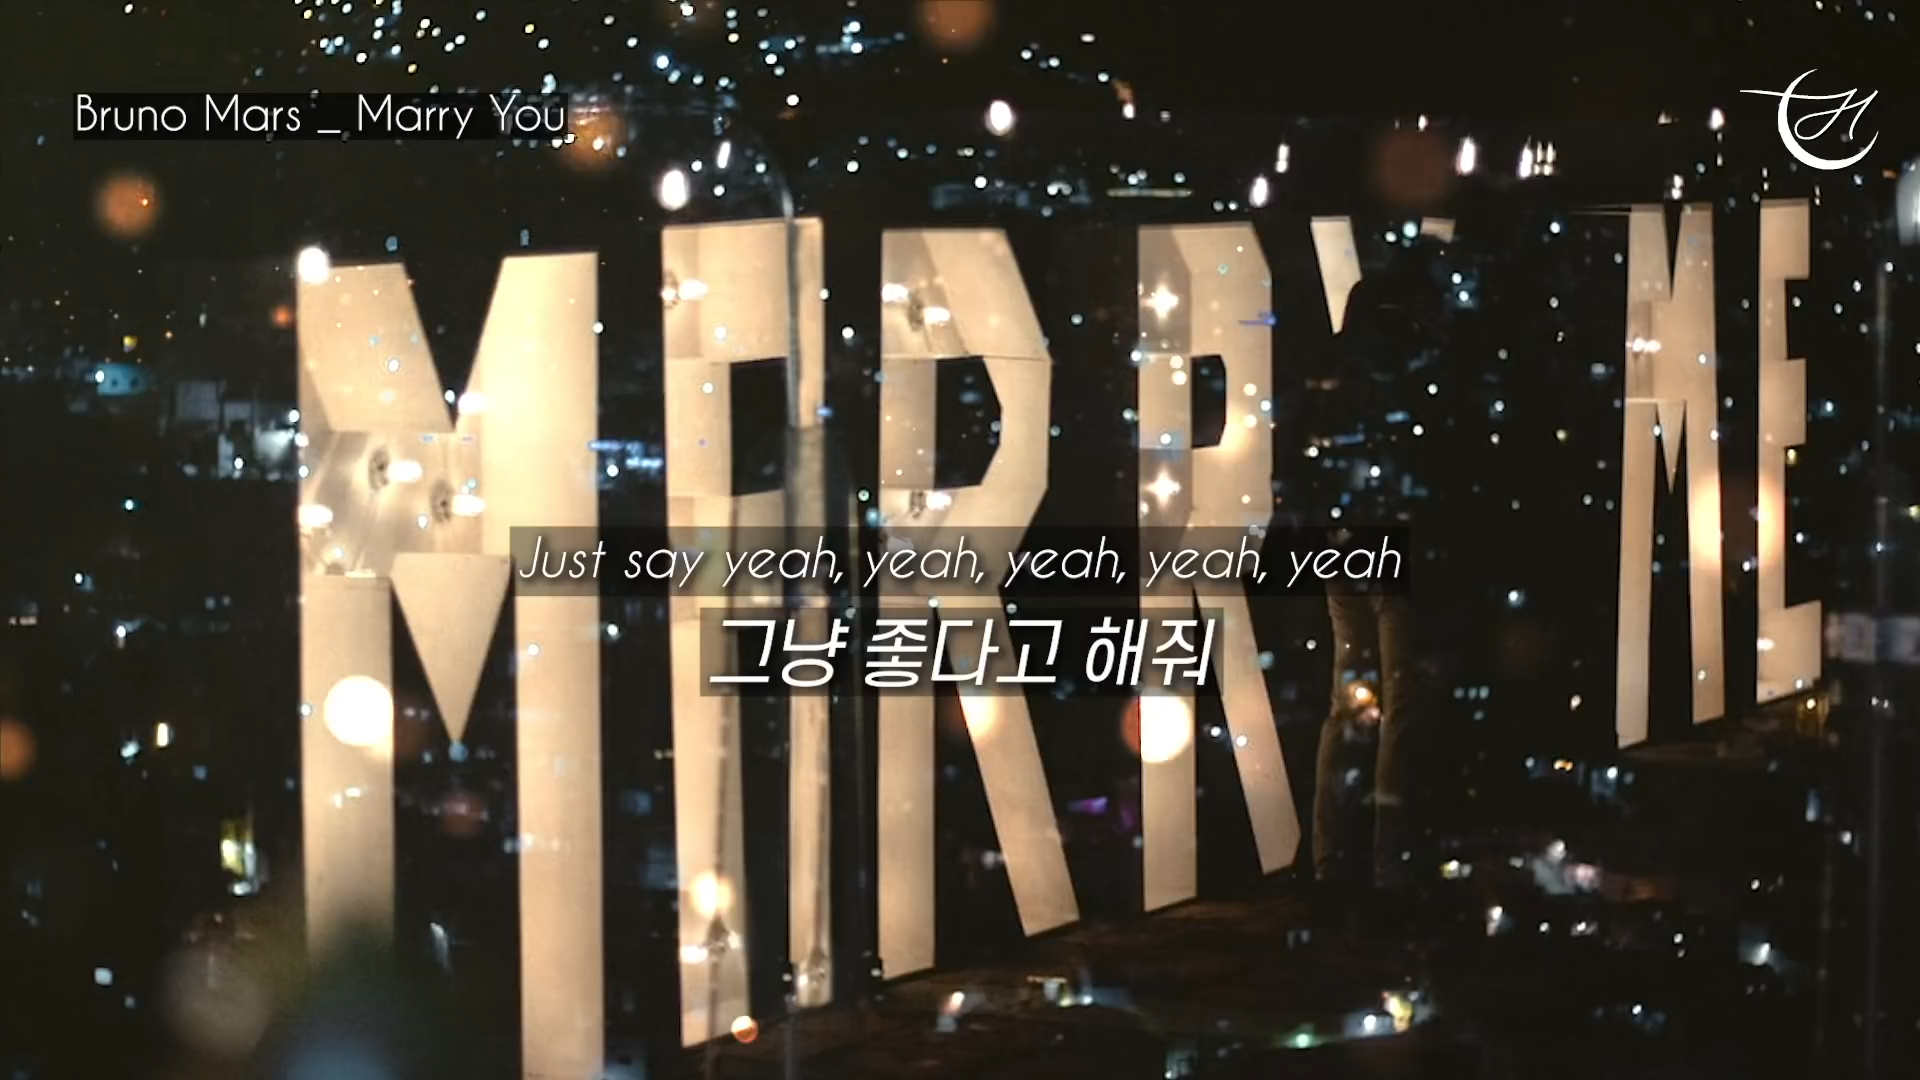 Bruno Mars _ Marry You
MARRY ME
Just say yeah, yeah, yeah, yeah, yeah
그냥 좋다고 해줘